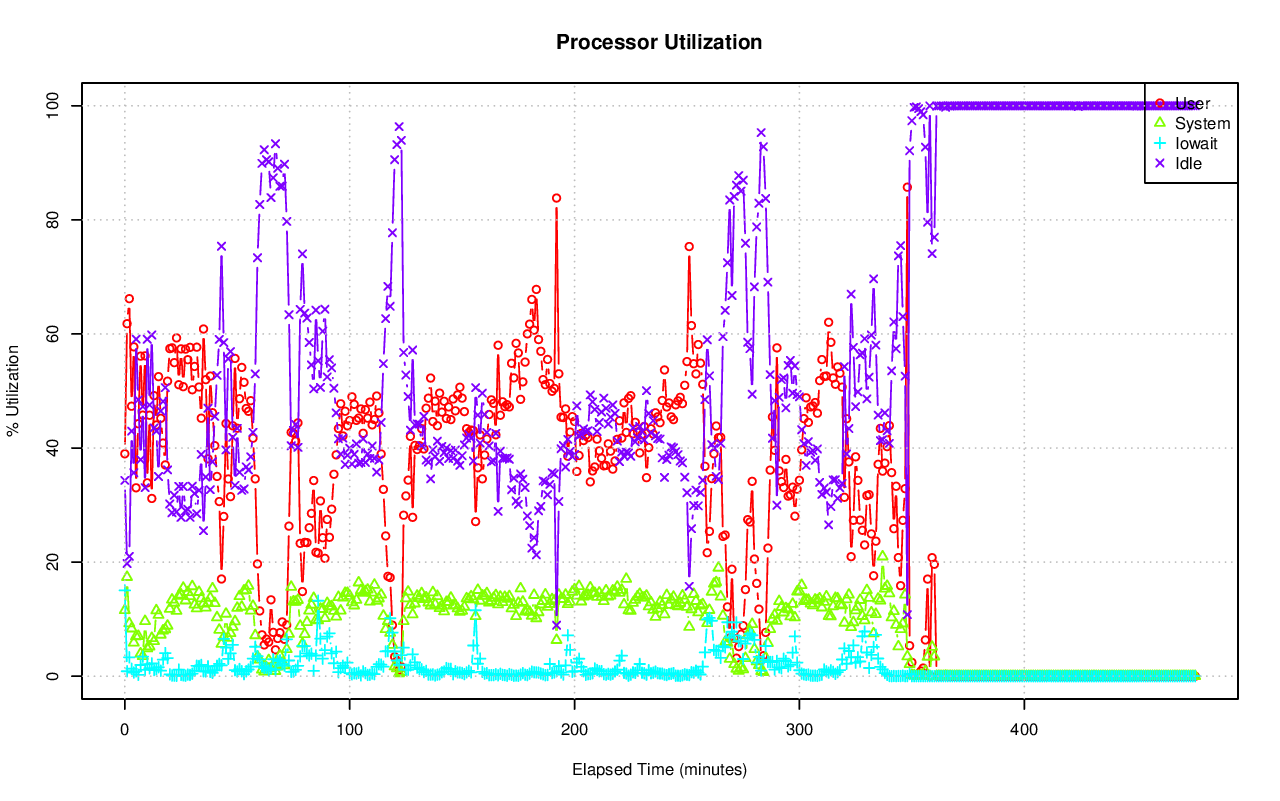 Processor Utilization
% Utilization
100
80
60
40
20
0
User
System
Iowait
Idle
0 100 200 300 400
Elapsed Time (minutes)